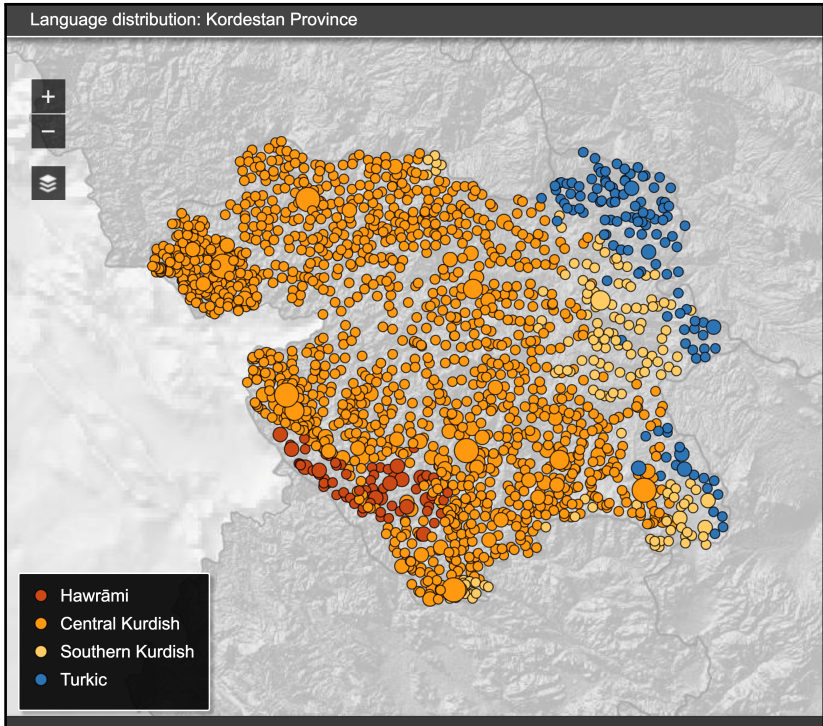 Language distribution: Kordestan Province
+
−
Hawrāmi
Central Kurdish
Southern Kurdish
Turkic